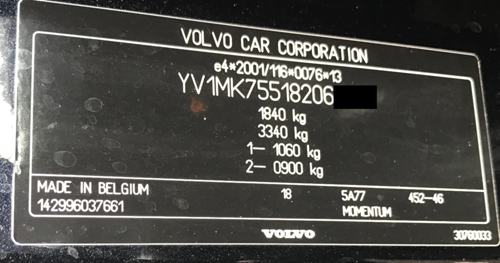 VOLVO CAR CORPORATION
e4*2001/116*0076*13
YV1MK75518206
1840 kg
3340 kg
1- 1060 kg
2- 0900 kg
MADE IN BELGIUM 18 5A77 452-46
142996037661 MOMENTUM
VOLVO 30760033